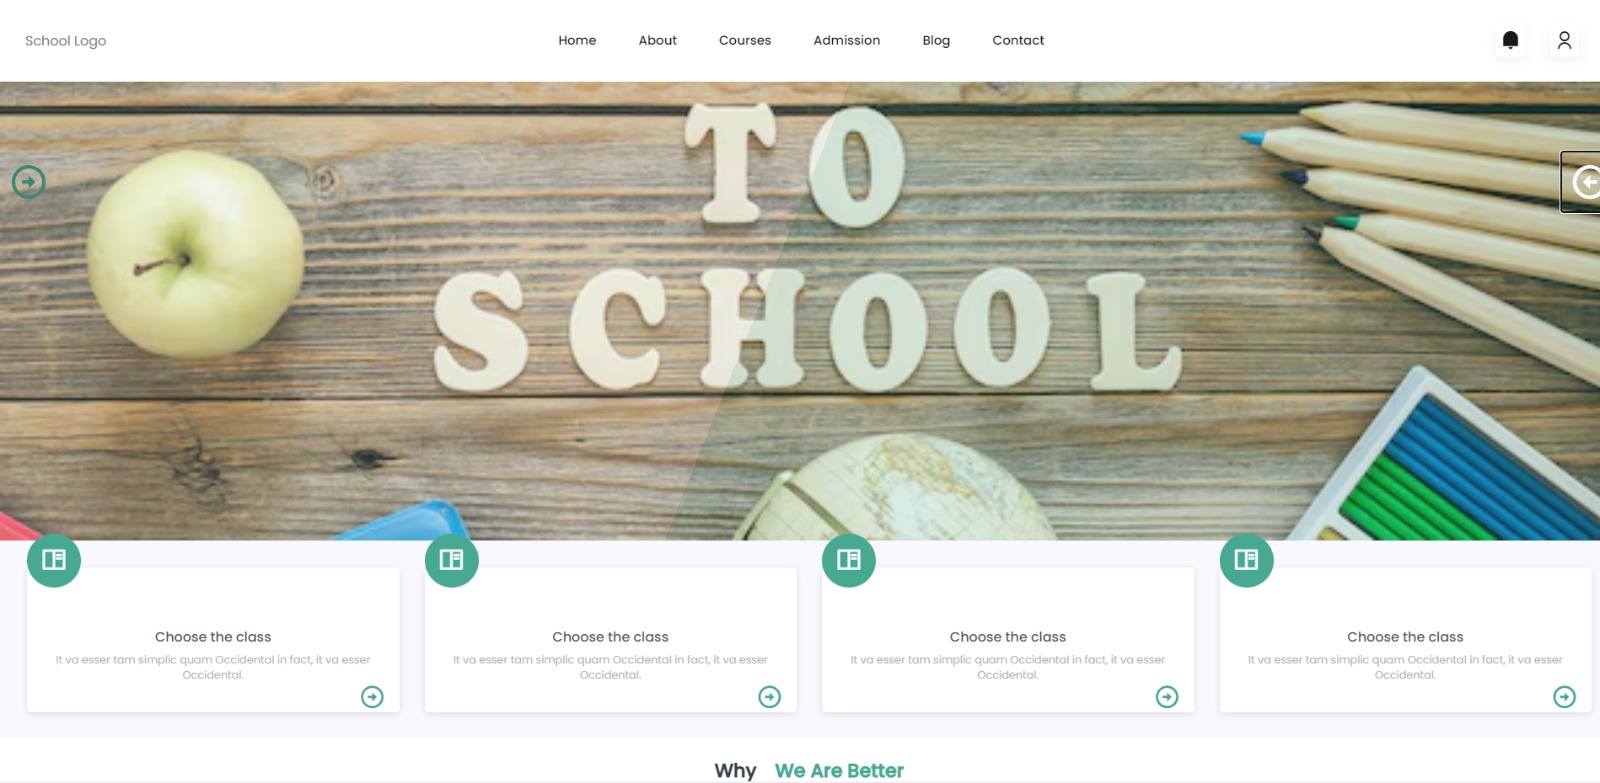 School Logo
Home About Courses Admission Blog Contact
TO
SCHOOL
Choose the class
It va esser tam simplic quam Occidental in fact, it va esser
Occidental.
Choose the class
It va esser tam simplic quam Occidental in fact, it va esser
Occidental.
Choose the class
It va esser tam simplic quam Occidental in fact, it va esser
Occidental.
Choose the class
It va esser tam simplic quam Occidental in fact, it va esser
Occidental.
Why We Are Better